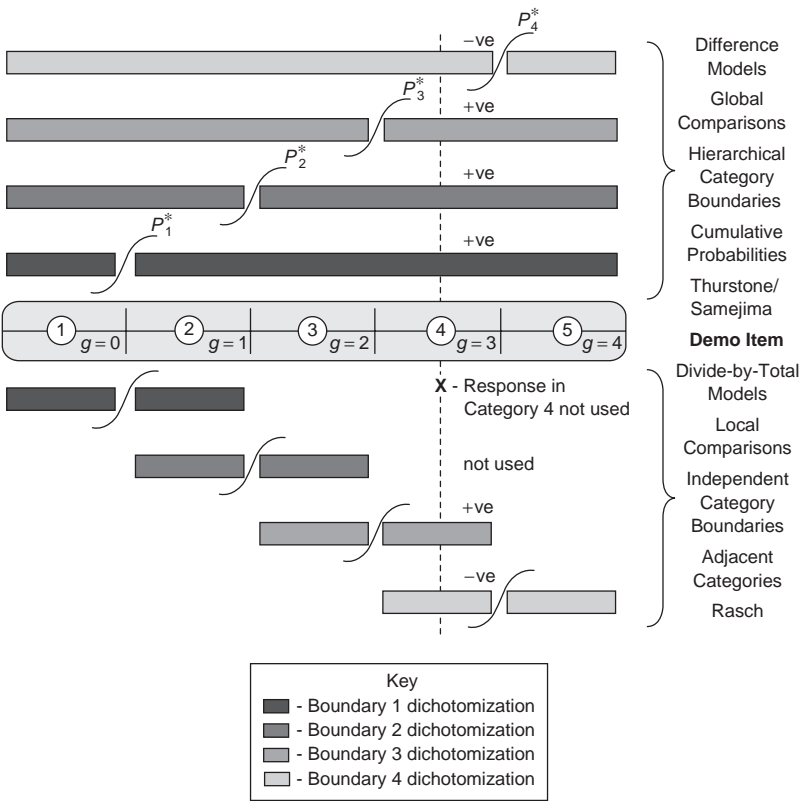 P*4
−ve
P*3
+ve
P*2
+ve
P*1
+ve
Difference
Models
Global
Comparisons
Hierarchical
Category
Boundaries
Cumulative
Probabilities
Thurstone/
Samejima
1 g = 0 2 g = 1 3 g = 2 4 g = 3 5 g = 4
Demo Item
X - Response in
Category 4 not used
not used
+ve
−ve
Divide-by-Total
Models
Local
Comparisons
Independent
Category
Boundaries
Adjacent
Categories
Rasch
Key
- Boundary 1 dichotomization
- Boundary 2 dichotomization
- Boundary 3 dichotomization
- Boundary 4 dichotomization